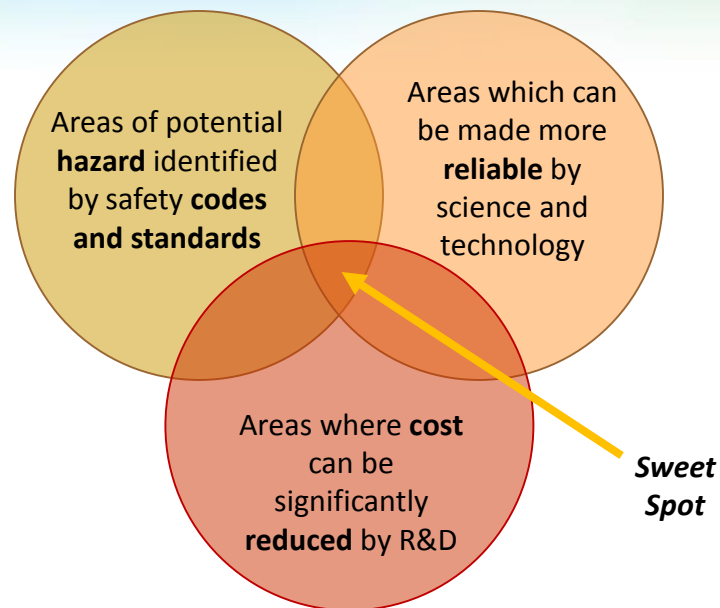 Areas of potential
hazard identified
by safety codes
and standards
Areas which can
be made more
reliable by
science and
technology
Areas where cost
can be
significantly
reduced by R&D
Sweet
Spot